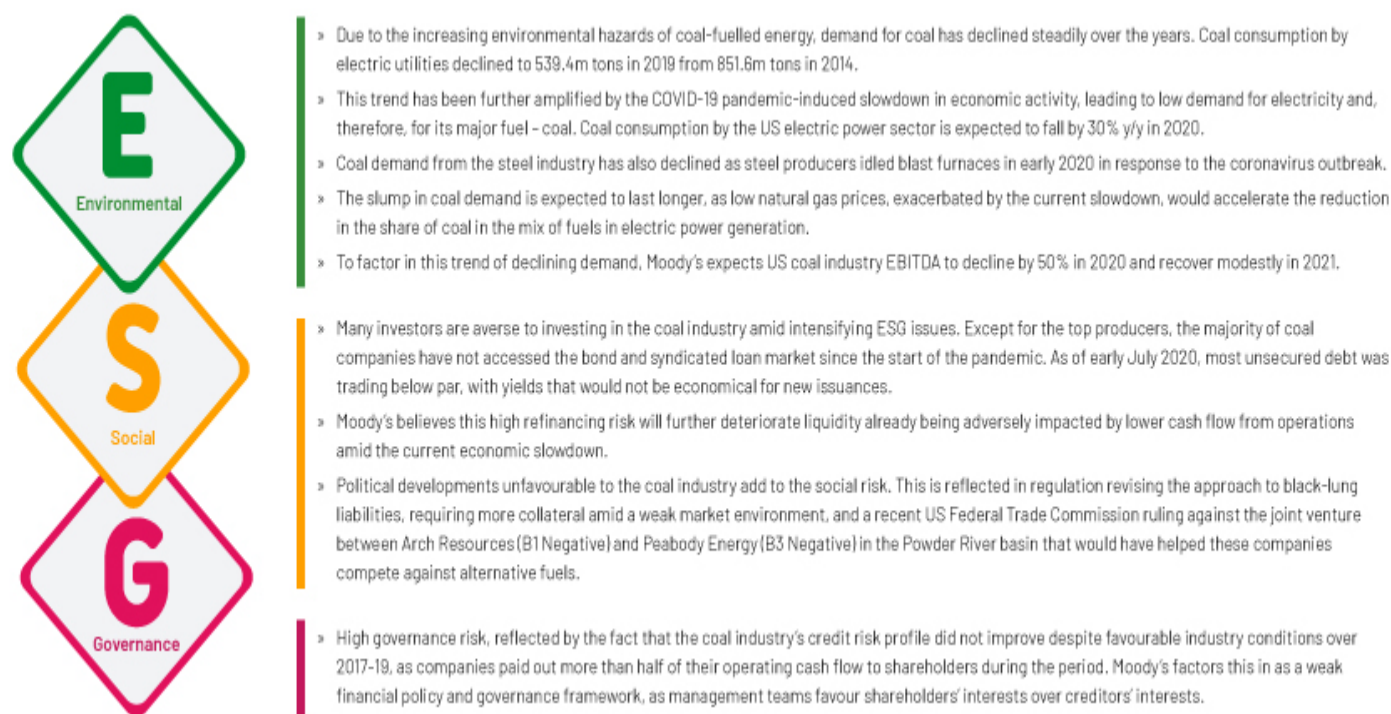 E
Environmental
» Due to the increasing environmental hazards of coal-fuelled energy, demand for coal has declined steadily over the years. Coal consumption by
electric utilities declined to 539.4m tons in 2019 from 851.6m tons in 2014.
» This trend has been further amplified by the COVID-19 pandemic-induced slowdown in economic activity, leading to low demand for electricity and,
therefore, for its major fuel – coal. Coal consumption by the US electric power sector is expected to fall by 30% y/y in 2020.
» Coal demand from the steel industry has also declined as steel producers idled blast furnaces in early 2020 in response to the coronavirus outbreak.
» The slump in coal demand is expected to last longer, as low natural gas prices, exacerbated by the current slowdown, would accelerate the reduction
in the share of coal in the mix of fuels in electric power generation.
» To factor in this trend of declining demand, Moody's expects US coal industry EBITDA to decline by 50% in 2020 and recover modestly in 2021.
S
Social
» Many investors are averse to investing in the coal industry amid intensifying ESG issues. Except for the top producers, the majority of coal
companies have not accessed the bond and syndicated loan market since the start of the pandemic. As of early July 2020, most unsecured debt was
trading below par, with yields that would not be economical for new issuances.
» Moody's believes this high refinancing risk will further deteriorate liquidity already being adversely impacted by lower cash flow from operations
amid the current economic slowdown.
» Political developments unfavourable to the coal industry add to the social risk. This is reflected in regulation revising the approach to black-lung
liabilities, requiring more collateral amid a weak market environment, and a recent US Federal Trade Commission ruling against the joint venture
between Arch Resources (B1 Negative) and Peabody Energy (B3 Negative) in the Powder River basin that would have helped these companies
compete against alternative fuels.
G
Governance
» High governance risk, reflected by the fact that the coal industry's credit risk profile did not improve despite favourable industry conditions over
2017-19, as companies paid out more than half of their operating cash flow to shareholders during the period. Moody's factors this in as a weak
financial policy and governance framework, as management teams favour shareholders' interests over creditors' interests.